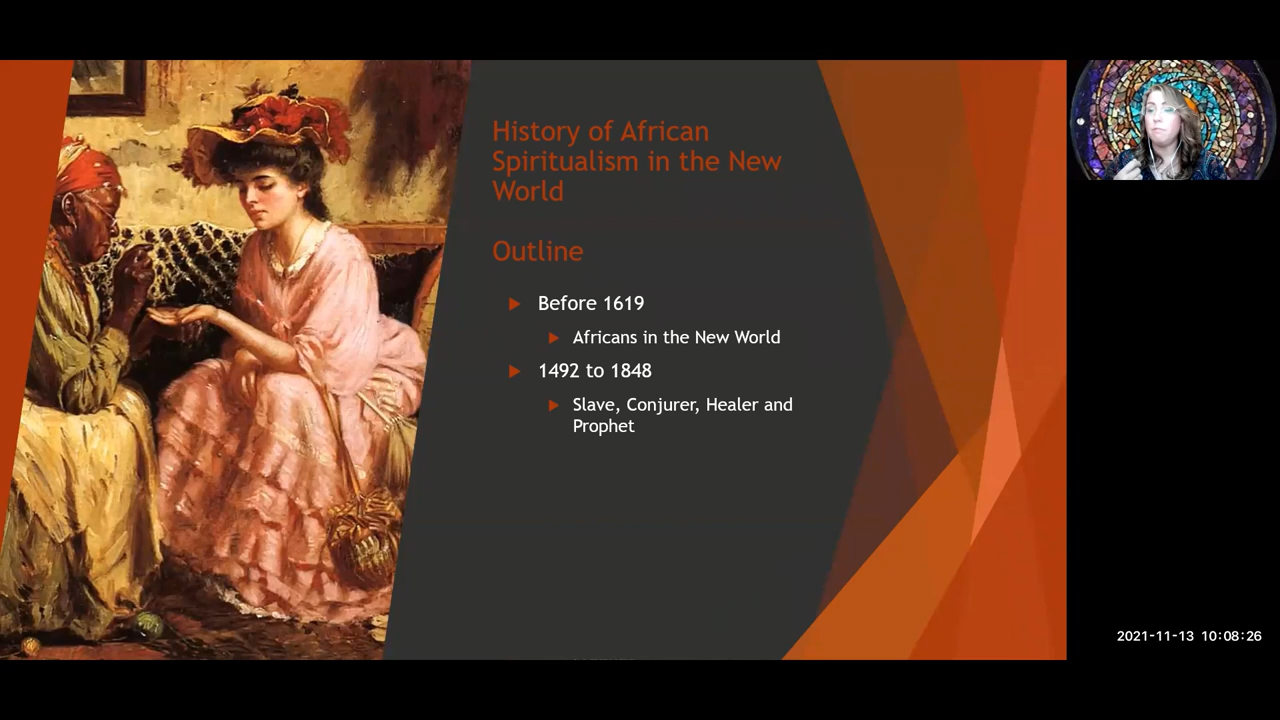 History of African
Spiritualism in the New
World
Outline
Before 1619
Africans in the New World
1492 to 1848
Slave, Conjurer, Healer and
Prophet
2021-11-13 10:08:26